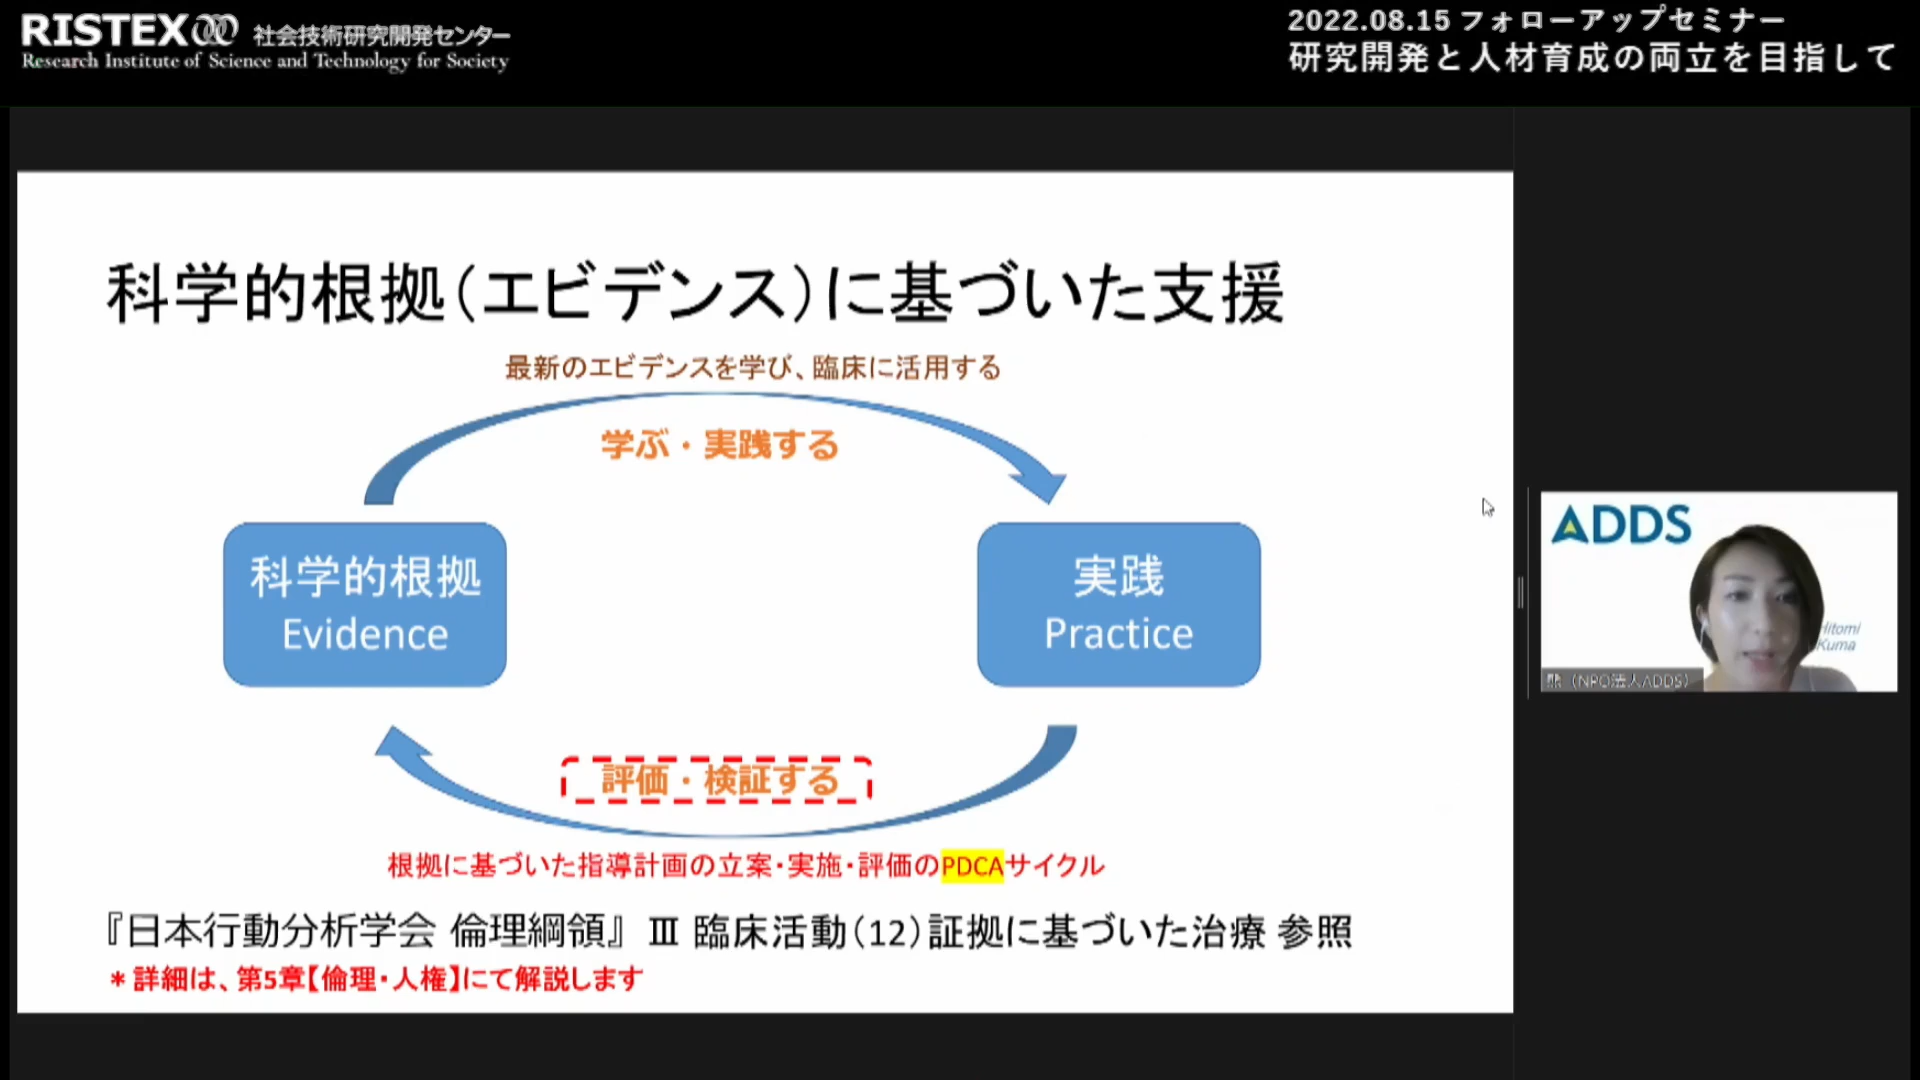 RISTEX 社会技術研究開発センター
Research Institute of Science and Technology for Society
2022.08.15 フォローアップセミナー
研究開発と人材育成の両立を目指して
科学的根拠（エビデンス）に基づいた支援
最新のエビデンスを学び、臨床に活用する
学ぶ・実践する
科学的根拠
Evidence
実践
Practice
評価・検証する
根拠に基づいた指導計画の立案・実施・評価のPDCAサイクル
『日本行動分析学会 倫理綱領』 Ⅲ 臨床活動（12）証拠に基づいた治療 参照
＊詳細は、第5章【倫理・人権】にて解説します
ADDS
Hitomi
Kuma
熊（NPO法人ADDS）